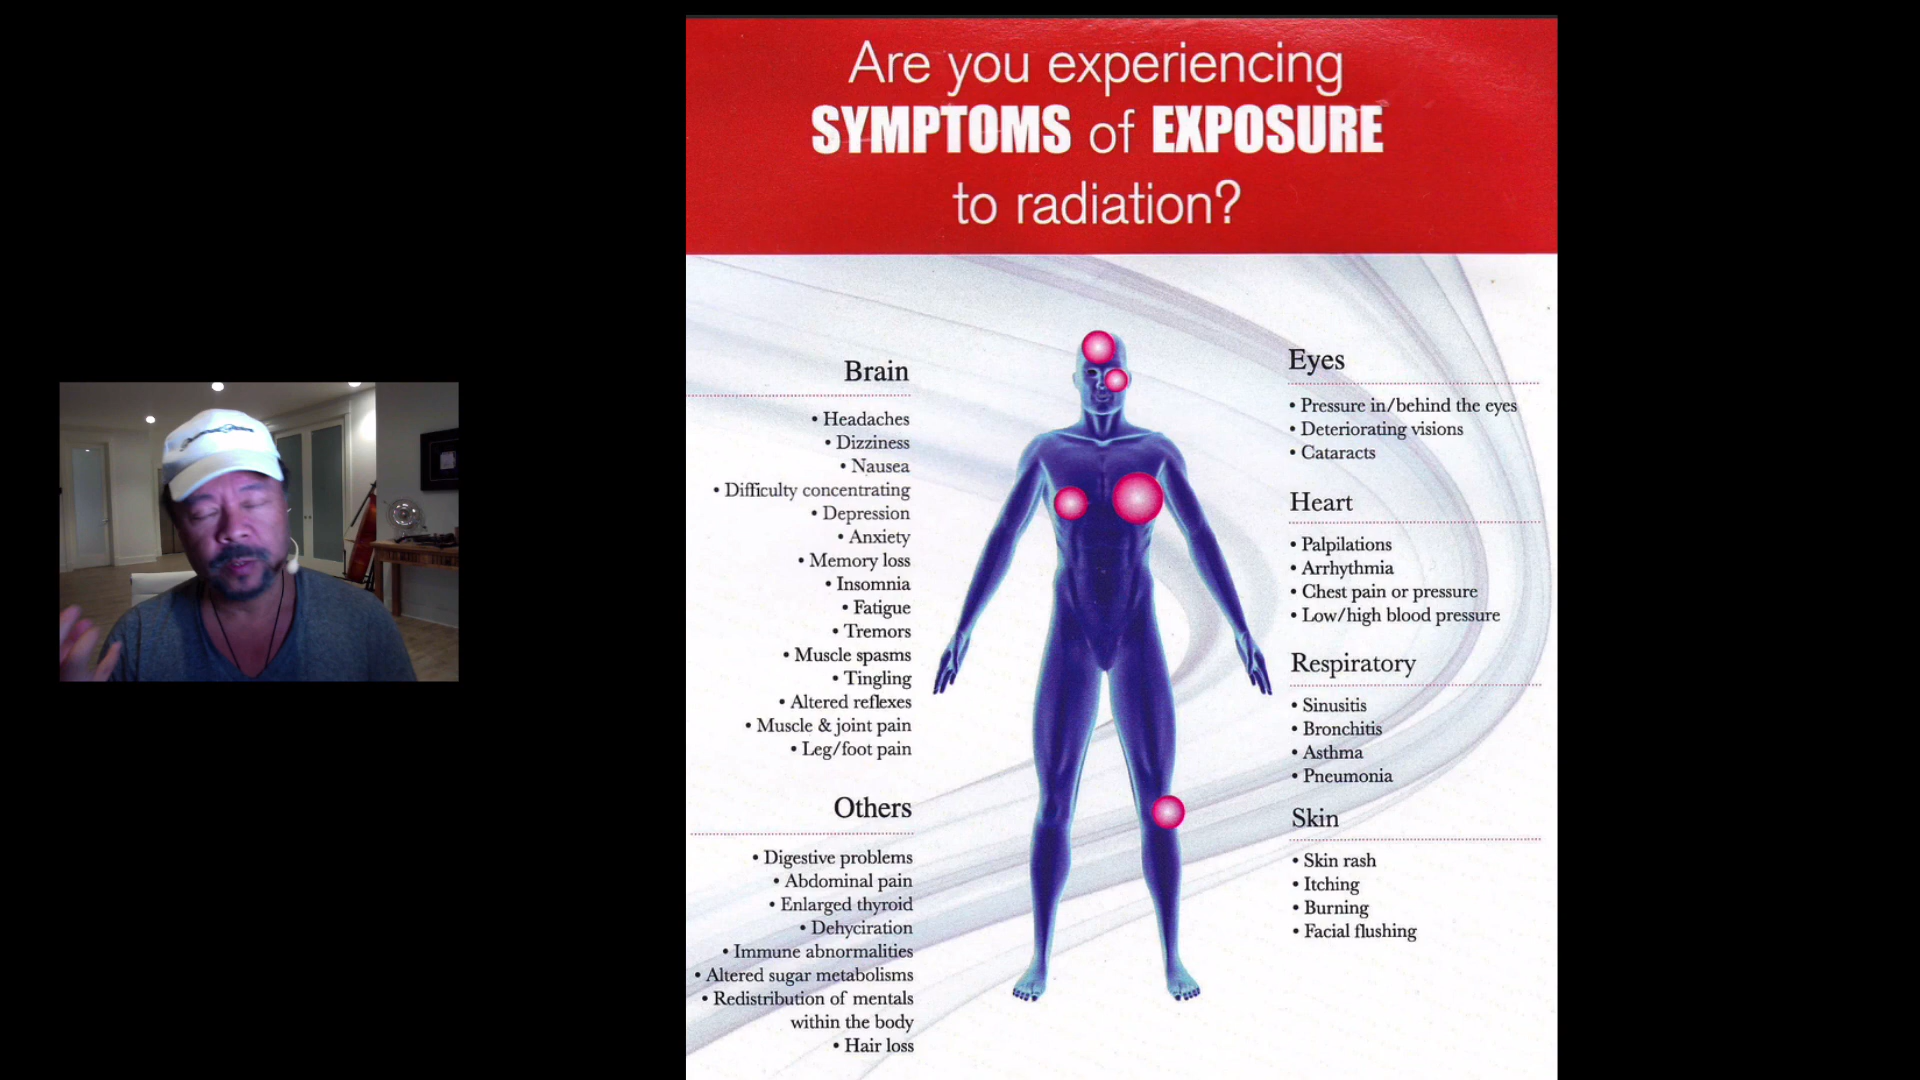 Are you experiencing
SYMPTOMS of EXPOSURE
to radiation?
Brain
• Headaches
• Dizziness
• Nausea
• Difficulty concentrating
• Depression
• Anxiety
• Memory loss
• Insomnia
• Fatigue
• Tremors
• Muscle spasms
• Tingling
• Altered reflexes
• Muscle & joint pain
• Leg/foot pain
Others
• Digestive problems
• Abdominal pain
• Enlarged thyroid
• Dehyciration
• Immune abnormalities
• Altered sugar metabolisms
• Redistribution of mentals
within the body
• Hair loss
Eyes
• Pressure in/behind the eyes
• Deteriorating visions
• Cataracts
Heart
• Palpilations
• Arrhythmia
• Chest pain or pressure
• Low/high blood pressure
Respiratory
• Sinusitis
• Bronchitis
• Asthma
• Pneumonia
Skin
• Skin rash
• Itching
• Burning
• Facial flushing